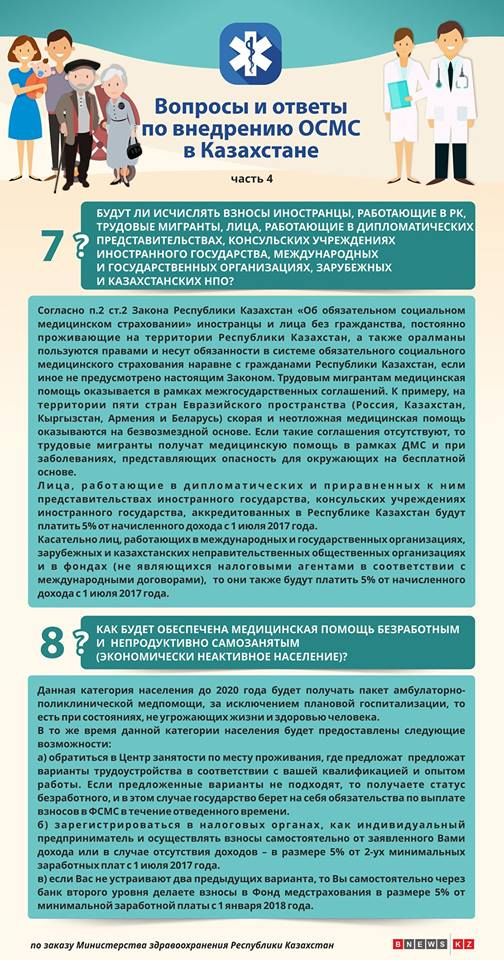 Вопросы и ответы
по внедрению ОСМС
в Казахстане
часть 4
7?
БУДУТ ЛИ ИСЧИСЛЯТЬ ВЗНОСЫ ИНОСТРАНЦЫ, РАБОТАЮЩИЕ В РК,
ТРУДОВЫЕ МИГРАНТЫ, ЛИЦА, РАБОТАЮЩИЕ В ДИПЛОМАТИЧЕСКИХ
ПРЕДСТАВИТЕЛЬСТВАХ, КОНСУЛЬСКИХ УЧРЕЖДЕНИЯХ
ИНОСТРАННОГО ГОСУДАРСТВА, МЕЖДУНАРОДНЫХ
И ГОСУДАРСТВЕННЫХ ОРГАНИЗАЦИЯХ, ЗАРУБЕЖНЫХ
И КАЗАХСТАНСКИХ НПО?
Согласно п.2 ст.2 Закона Республики Казахстан «Об обязательном социальном
медицинском страховании» иностранцы и лица без гражданства, постоянно
проживающие на территории Республики Казахстан, а также оралманы
пользуются правами и несут обязанности в системе обязательного социального
медицинского страхования наравне с гражданами Республики Казахстан, если
иное не предусмотрено настоящим Законом. Трудовым мигрантам медицинская
помощь оказывается в рамках межгосударственных соглашений. К примеру, на
территории пяти стран Евразийского пространства (Россия, Казахстан,
Кыргызстан, Армения и Беларусь) скорая и неотложная медицинская помощь
оказываются на безвозмездной основе. Если такие соглашения отсутствуют, то
трудовые мигранты получат медицинскую помощь в рамках ДМС и при
заболеваниях, представляющих опасность для окружающих на бесплатной
основе.
Лица, работающие в дипломатических и приравненных к ним
представительствах иностранного государства, консульских учреждениях
иностранного государства, аккредитованных в Республике Казахстан будут
платить 5% от начисленного дохода с 1 июля 2017 года.
Касательно лиц, работающих в международных и государственных организациях,
зарубежных и казахстанских неправительственных общественных организациях
и в фондах (не являющихся налоговыми агентами в соответствии с
международными договорами), то они также будут платить 5% от начисленного
дохода с 1 июля 2017 года.
8?
КАК БУДЕТ ОБЕСПЕЧЕНА МЕДИЦИНСКАЯ ПОМОЩЬ БЕЗРАБОТНЫМ
И НЕПРОДУКТИВНО САМОЗАНЯТЫМ
(ЭКОНОМИЧЕСКИ НЕАКТИВНОЕ НАСЕЛЕНИЕ)?
Данная категория населения до 2020 года будет получать пакет амбулаторно-
поликлинической медпомощи, за исключением плановой госпитализации, то
есть при состояниях, не угрожающих жизни и здоровью человека.
В то же время данной категории населения будет предоставлены следующие
возможности:
а) обратиться в Центр занятости по месту проживания, где предложат предложат
варианты трудоустройства в соответствии с вашей квалификацией и опытом
работы. Если предложенные варианты не подходят, то получаете статус
безработного, и в этом случае государство берет на себя обязательства по выплате
взносов в ФСМС в течение отведенного времени.
б) зарегистрироваться в налоговых органах, как индивидуальный
предприниматель и осуществлять взносы самостоятельно от заявленного Вами
дохода или в случае отсутствия доходов – в размере 5% от 2-ух минимальных
заработных плат с 1 июля 2017 года.
в) если Вас не устраивают два предыдущих варианта, то Вы самостоятельно через
банк второго уровня делаете взносы в Фонд медстрахования в размере 5% от
минимальной заработной платы с 1 января 2018 года.
по заказу Министерства здравоохранения Республики Казахстан
BNEWS KZ